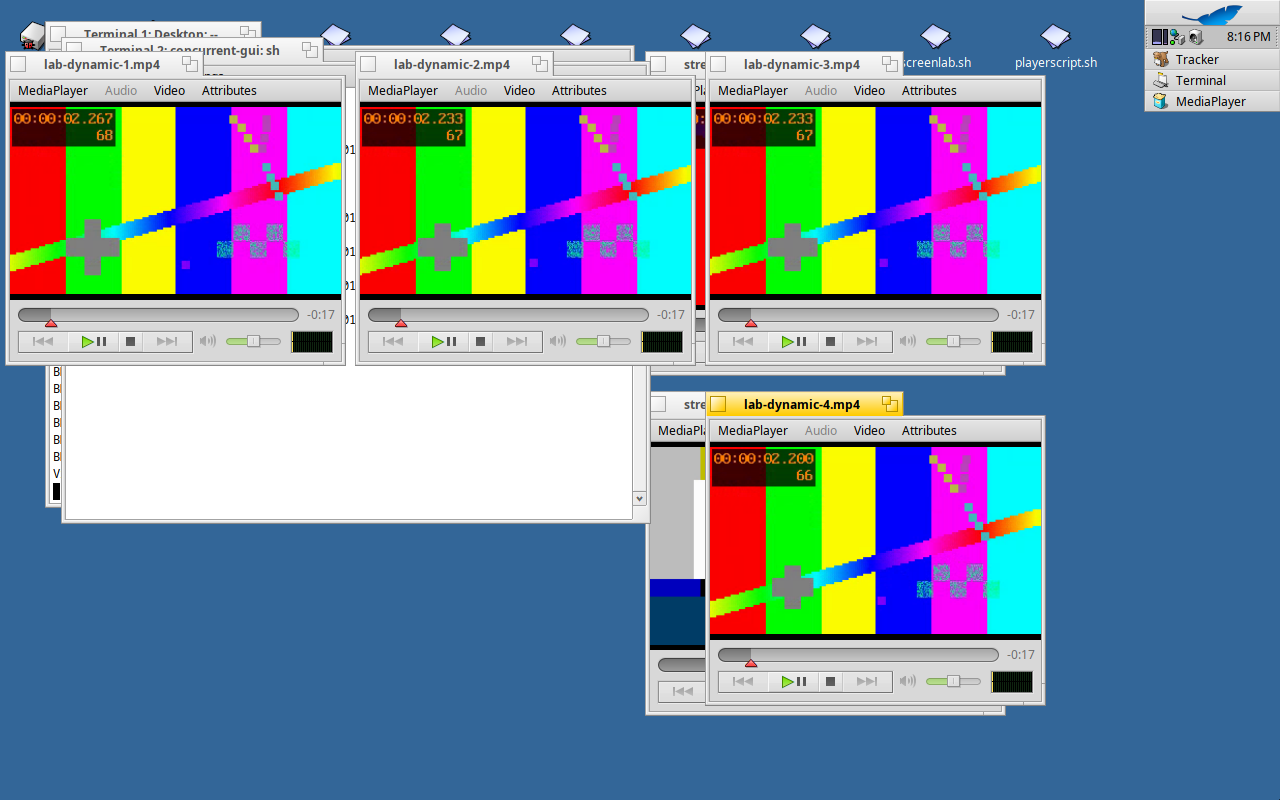 Terminal 1: Desktop: --
Terminal 2: concurrent-gui: sh
8:16 PM
Tracker
Terminal
MediaPlayer
screenlab.sh
playerscript.sh
lab-dynamic-1.mp4
MediaPlayer Audio Video Attributes
00:00:02.267
68
-0:17
lab-dynamic-2.mp4
MediaPlayer Audio Video Attributes
00:00:02.233
67
-0:17
stre
lab-dynamic-3.mp4
MediaPlayer Audio Video Attributes
00:00:02.233
67
-0:17
stre
MediaPla
lab-dynamic-4.mp4
MediaPlayer Audio Video Attributes
00:00:02.200
66
-0:17